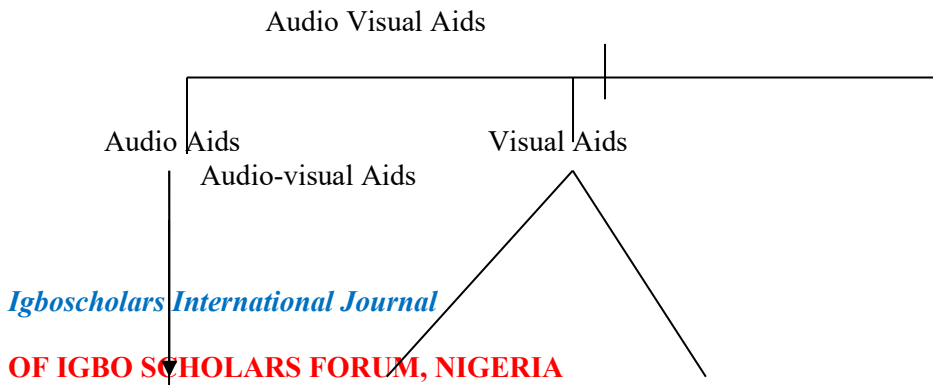 Audio Visual Aids
Audio Aids Visual Aids
Audio-visual Aids
Igboscholars International Journal
OF IGBO SCHOLARS FORUM, NIGERIA